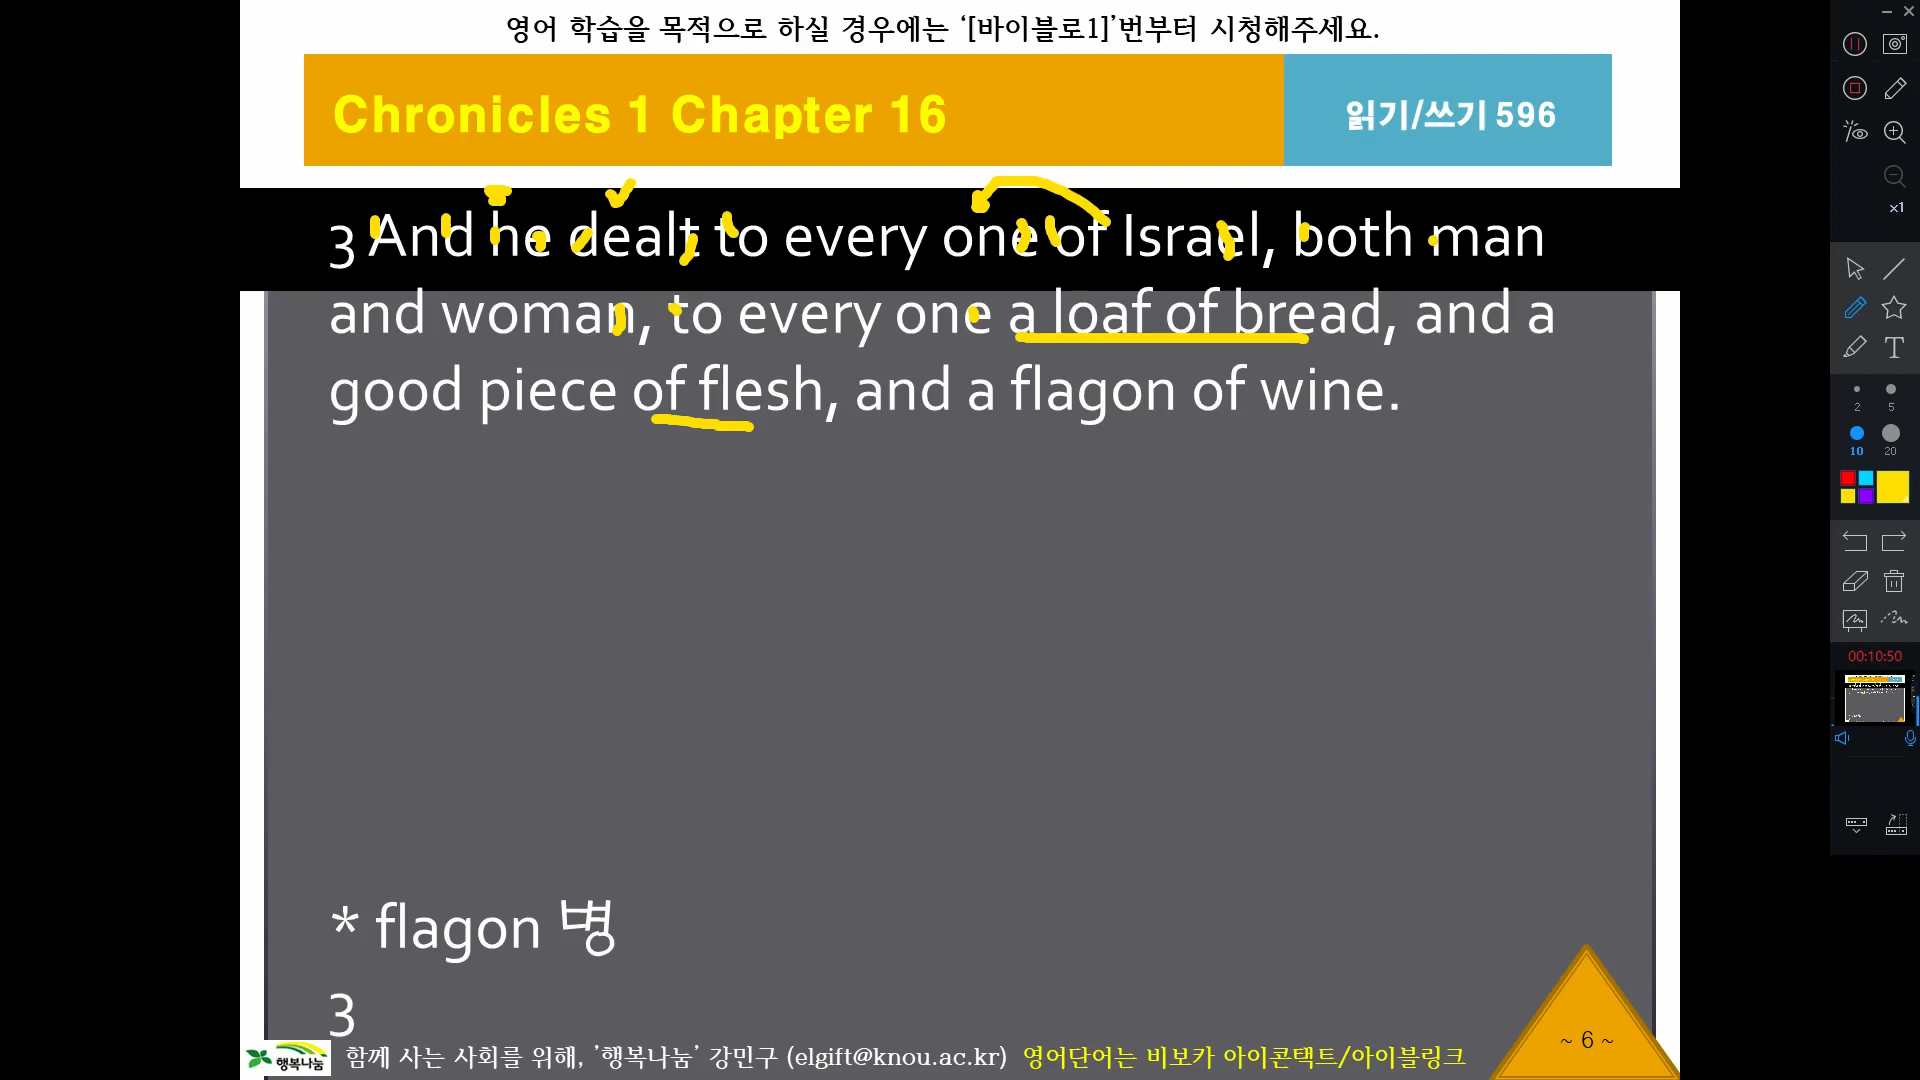 영어 학습을 목적으로 하실 경우에는 ‘[바이블로1]’번부터 시청해주세요.
Chronicles 1 Chapter 16
읽기/쓰기 596
3 And he dealt to every one of Israel, both man
and woman, to every one a loaf of bread, and a
good piece of flesh, and a flagon of wine.
* flagon 병
3
~ 6 ~
행복나눔 함께 사는 사회를 위해, ’행복나눔’ 강민구 (elgift@knou.ac.kr) 영어단어는 비보카 아이콘택트/아이블링크
x1
T
2 5
10 20
00:10:50